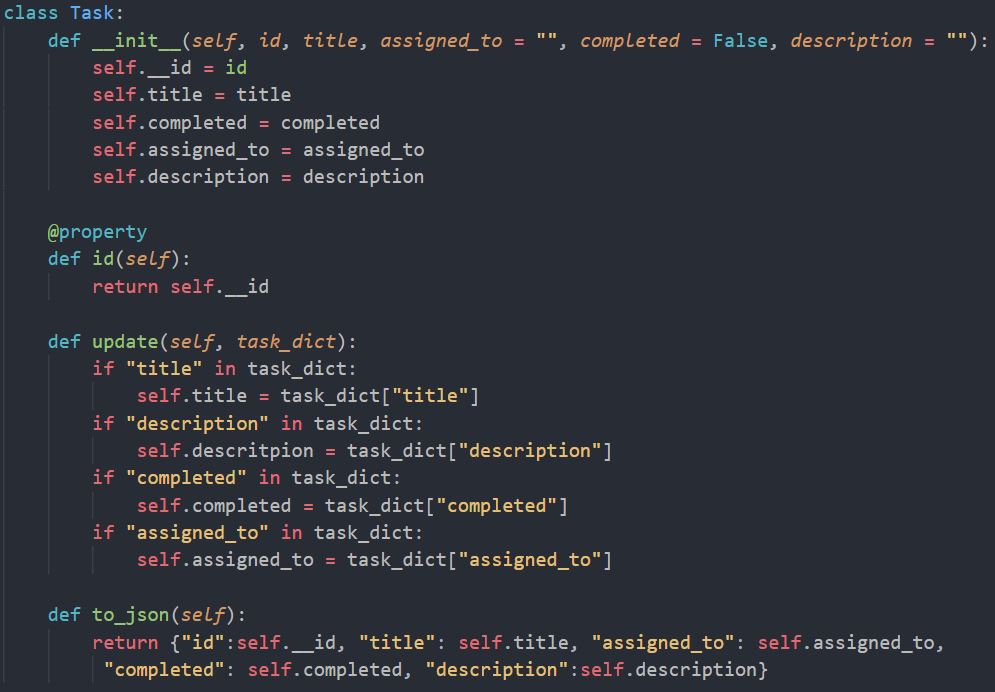 class Task:
    def __init__(self, id, title, assigned_to = "", completed = False, description = ""):
        self.__id = id
        self.title = title
        self.completed = completed
        self.assigned_to = assigned_to
        self.description = description

    @property
    def id(self):
        return self.__id

    def update(self, task_dict):
        if "title" in task_dict:
            self.title = task_dict["title"]
        if "description" in task_dict:
            self.descritpion = task_dict["description"]
        if "completed" in task_dict:
            self.completed = task_dict["completed"]
        if "assigned_to" in task_dict:
            self.assigned_to = task_dict["assigned_to"]

    def to_json(self):
        return {"id":self.__id, "title": self.title, "assigned_to": self.assigned_to,
         "completed": self.completed, "description":self.description}